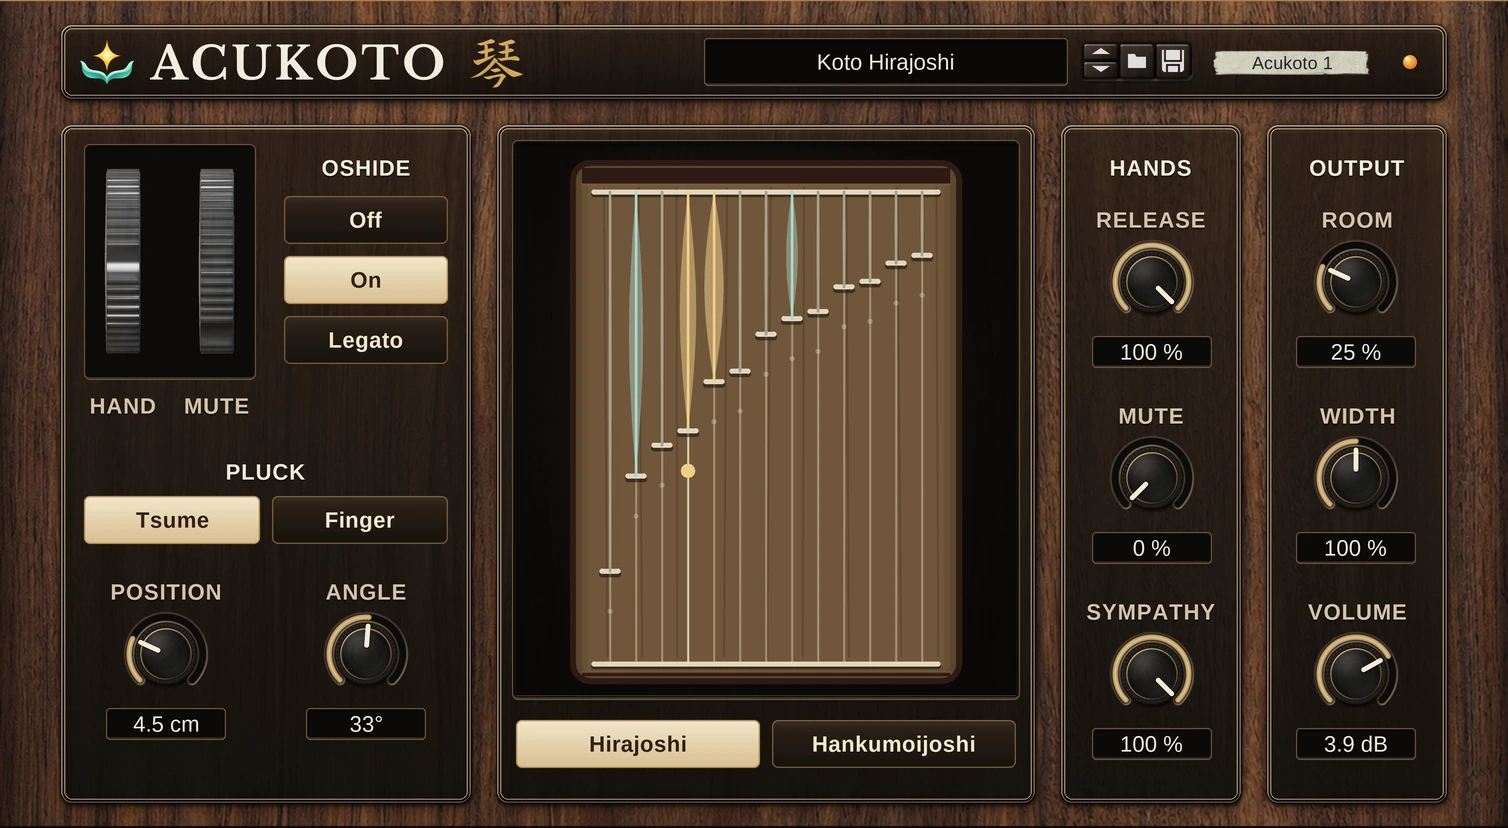 ACUKOTO 琴
Koto Hirajoshi
Acukoto 1
OSHIDE
Off
On
Legato
HAND MUTE
PLUCK
Tsume Finger
POSITION ANGLE
4.5 cm 33°
Hirajoshi Hankumoijoshi
HANDS
RELEASE
100 %
MUTE
0 %
SYMPATHY
100 %
OUTPUT
ROOM
25 %
WIDTH
100 %
VOLUME
3.9 dB